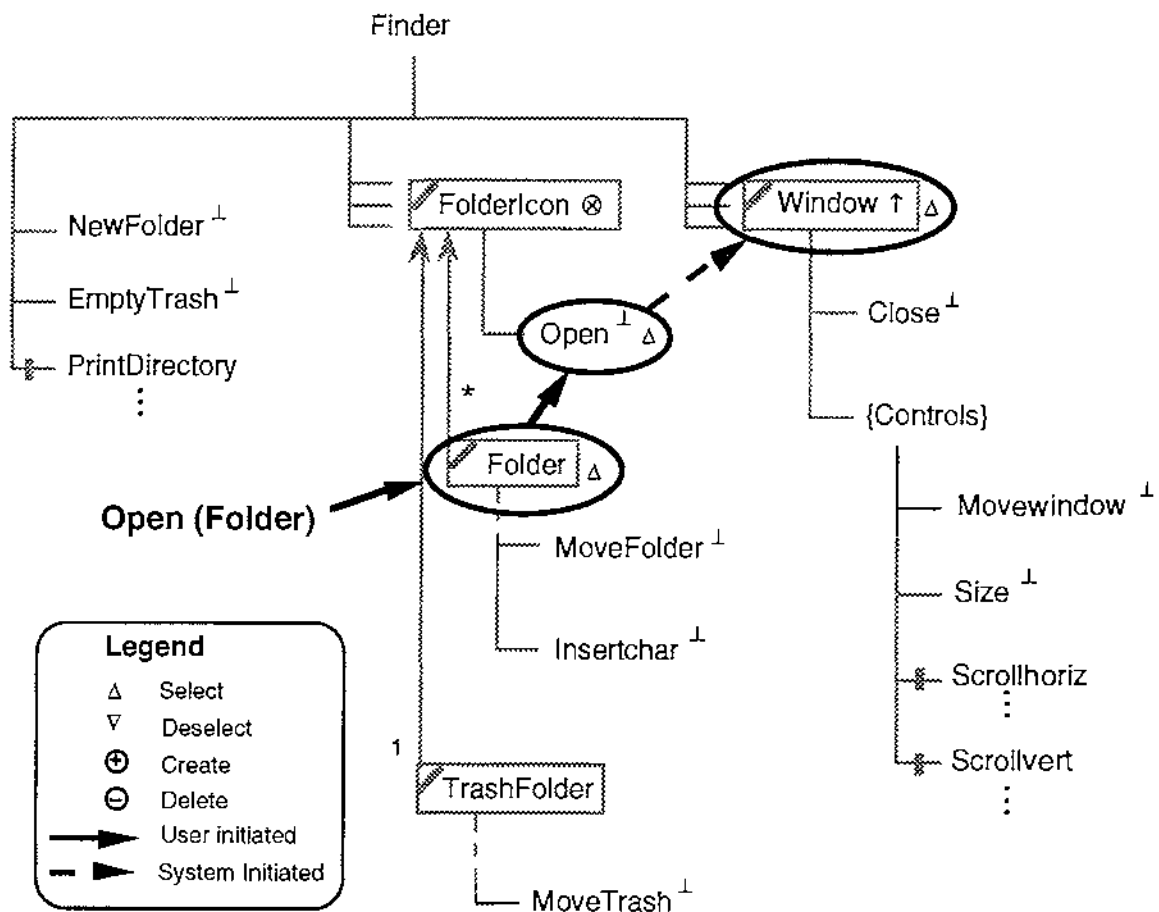 Finder
FolderIcon ⊗
Window ↑ △
NewFolder ⊥
EmptyTrash ⊥
PrintDirectory
⋮
Open ⊥ △
Close ⊥
*
{Controls}
Folder △
Open (Folder)
MoveFolder ⊥
Insertchar ⊥
Movewindow ⊥
Size ⊥
Scrollhoriz
⋮
Scrollvert
⋮
1
TrashFolder
MoveTrash ⊥
Legend
△ Select
▽ Deselect
⊕ Create
⊖ Delete
User initiated
System Initiated